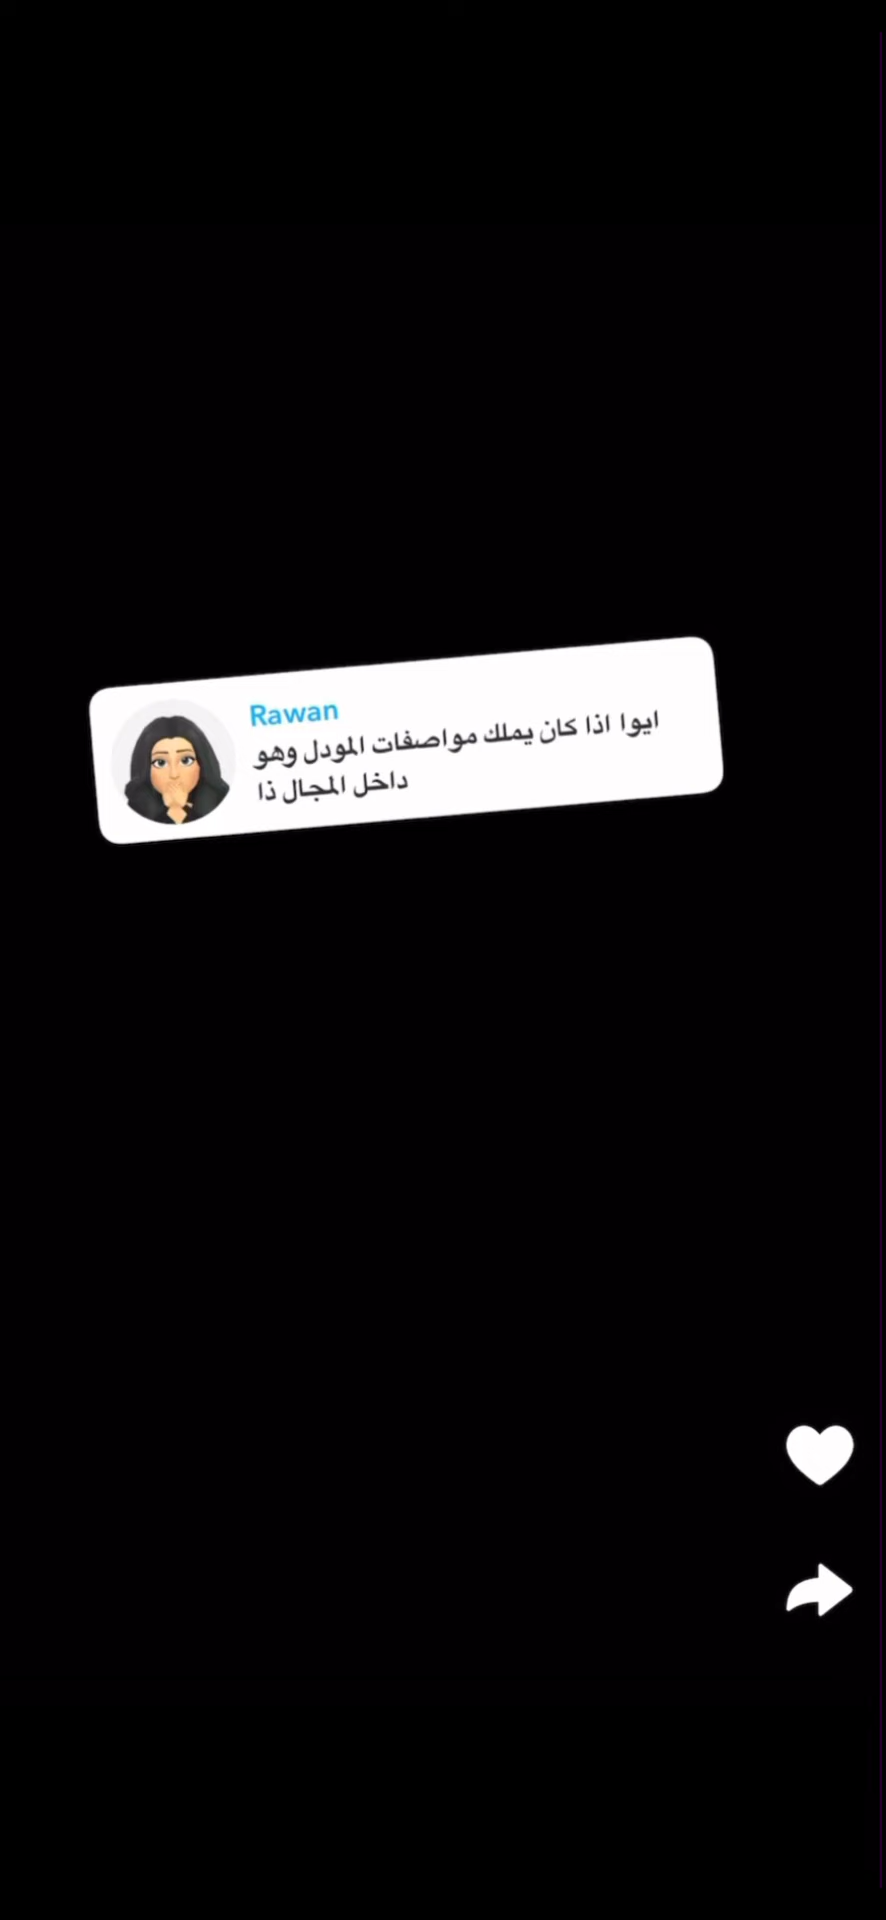 Rawan
ايوا اذا كان يملك مواصفات المودل وهو
داخل المجال ذا